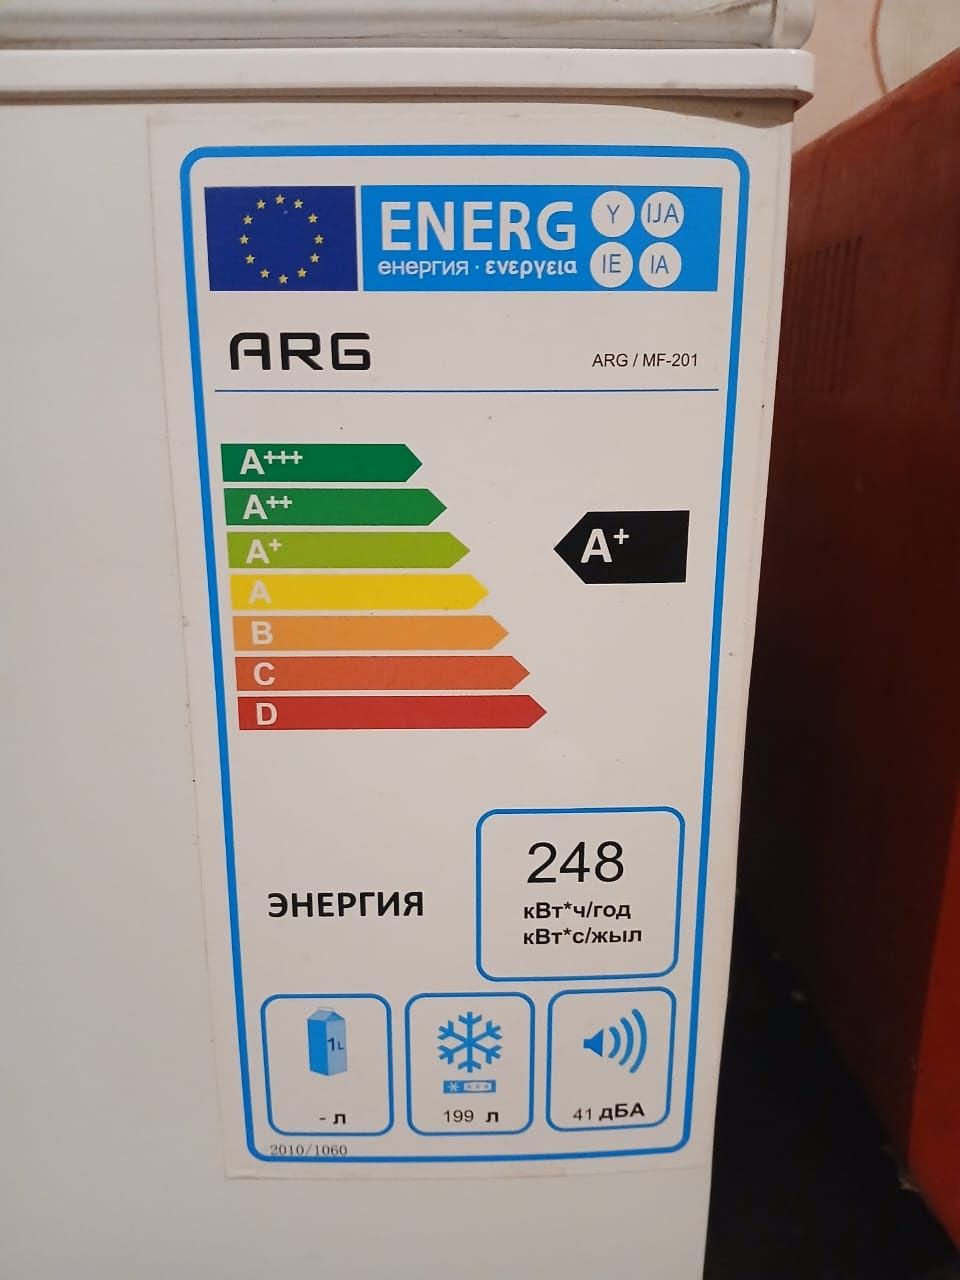 ENERG Y IJA
енергия · ενεργεια IE IA
ARG
ARG / MF-201
A+++
A++
A+
A+
A
B
C
D
ЭНЕРГИЯ
248
кВт*ч/год
кВт*с/жыл
1L
- л
199 л
41 дБА
2010/1060